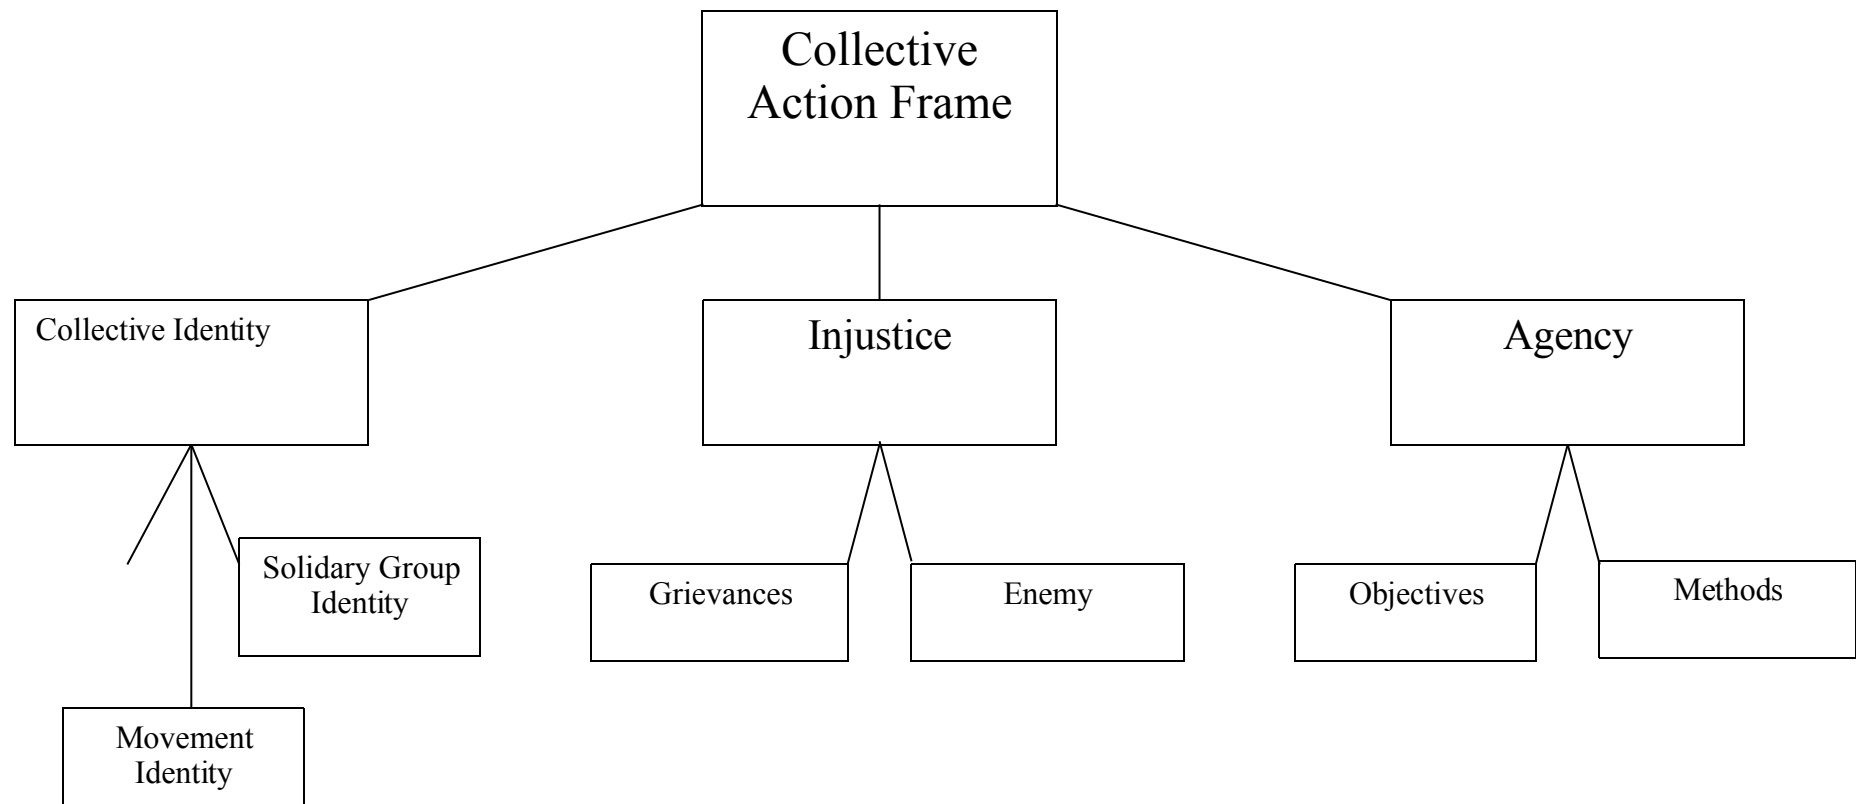 Collective
Action Frame
Collective Identity
Injustice
Agency
Solidary Group
Identity
Grievances
Enemy
Objectives
Methods
Movement
Identity